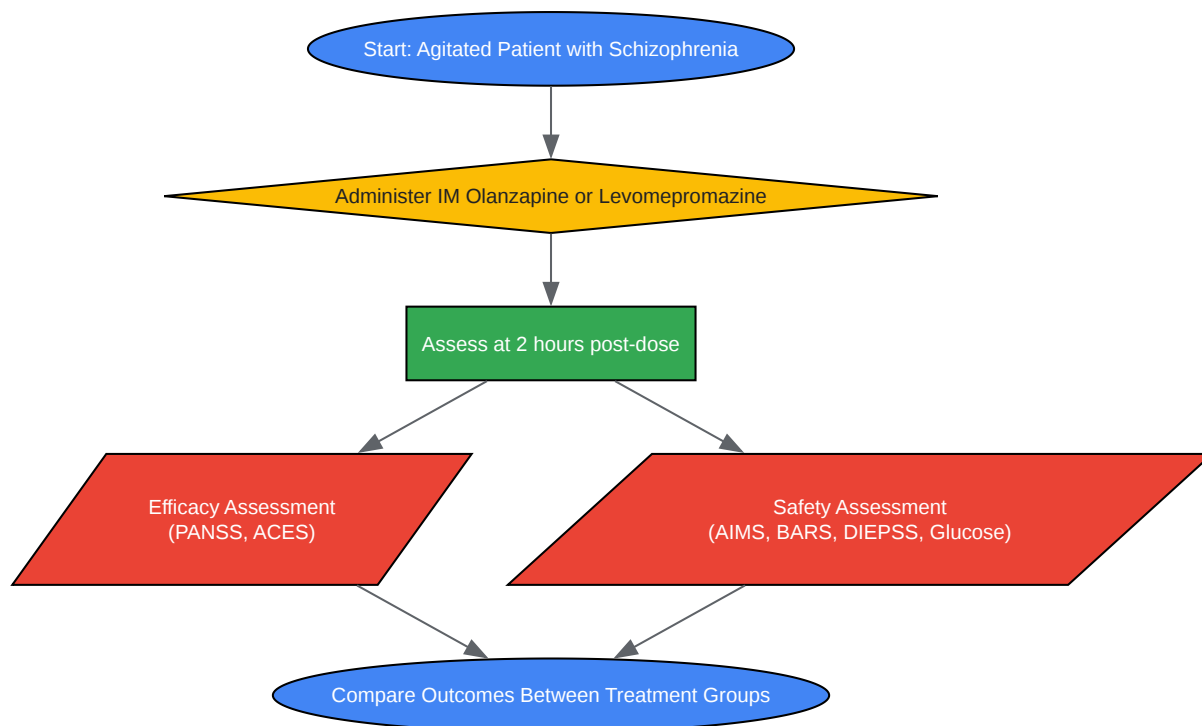 Start: Agitated Patient with Schizophrenia
Administer IM Olanzapine or Levomepromazine
Assess at 2 hours post-dose
Efficacy Assessment
(PANSS, ACES)
Safety Assessment
(AIMS, BARS, DIEPSS, Glucose)
Compare Outcomes Between Treatment Groups